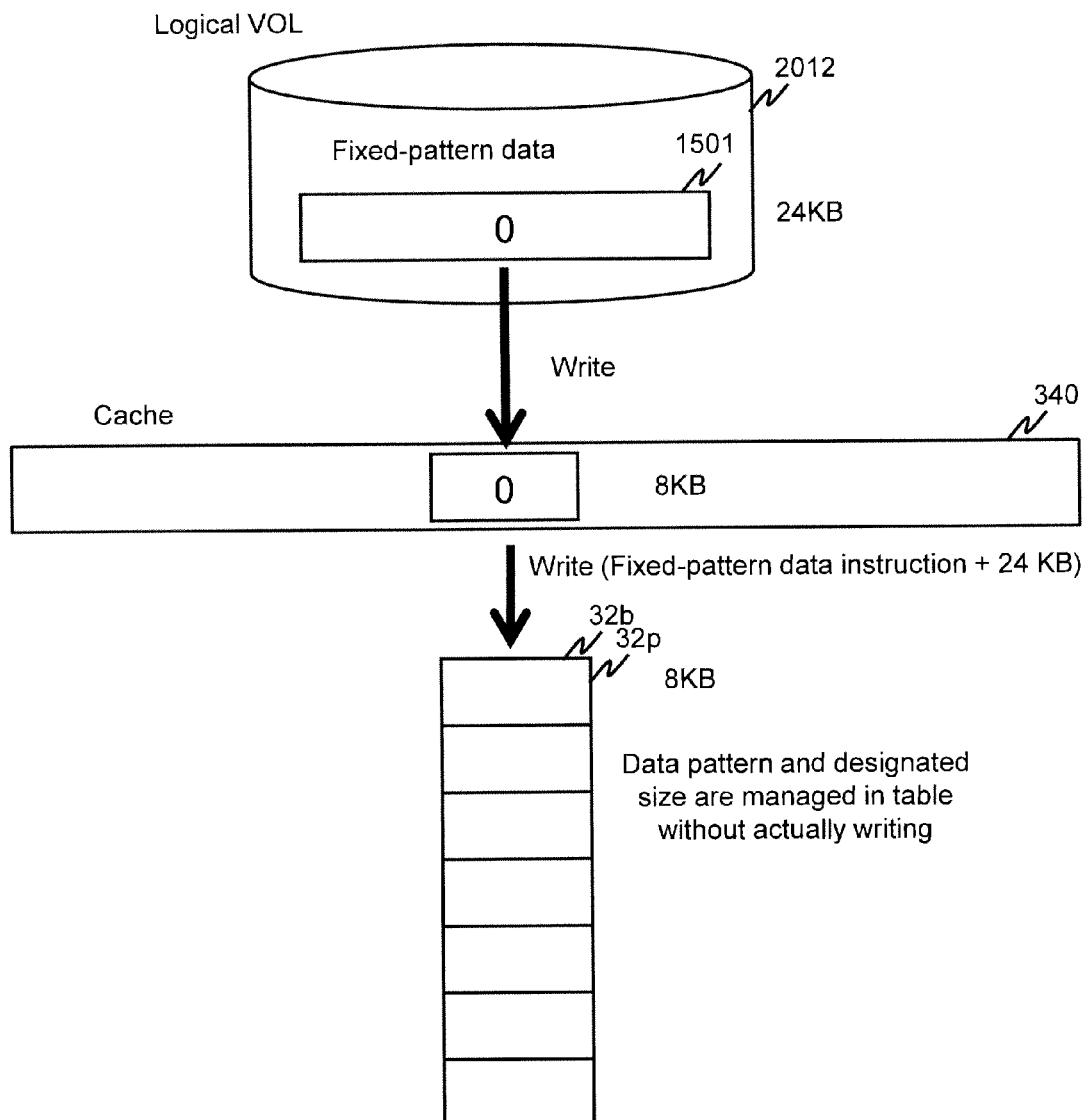 Logical VOL
2012
Fixed-pattern data
1501
0
24KB
Write
Cache
340
0
8KB
Write (Fixed-pattern data instruction + 24 KB)
32b
32p
8KB
Data pattern and designated
size are managed in table
without actually writing